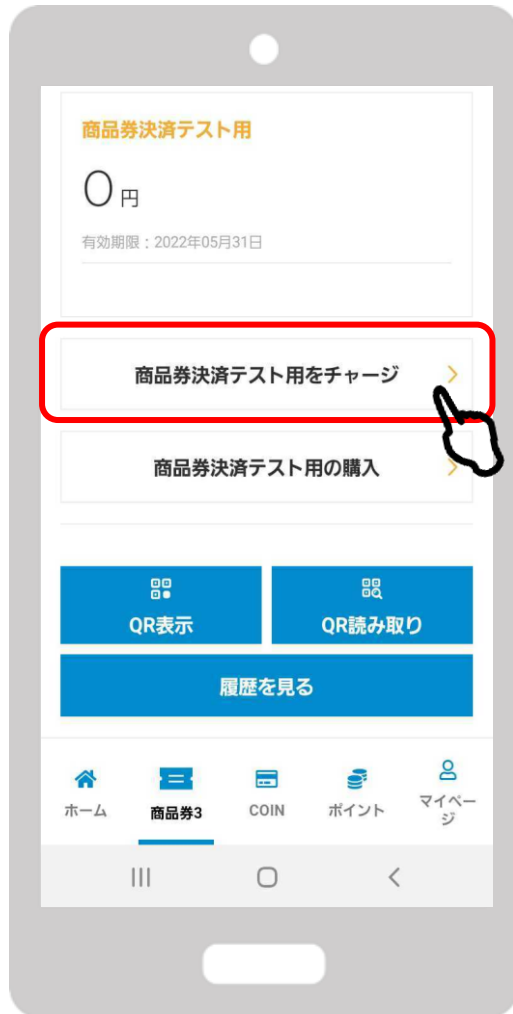 商品券決済テスト用
0円
有効期限：2022年05月31日
商品券決済テスト用をチャージ
商品券決済テスト用の購入
QR表示
QR読み取り
履歴を見る
ホーム
商品券3
COIN
ポイント
マイペー
ジ